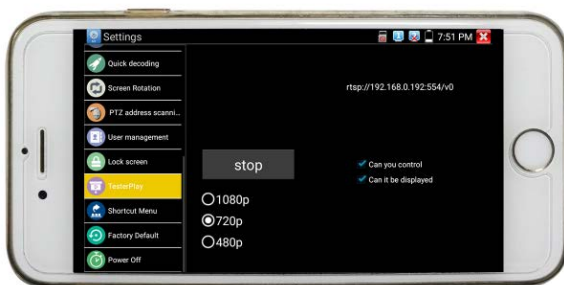 Settings
7:51 PM
Quick decoding
Screen Rotation
PTZ address scanni...
User management
Lock screen
TesterPlay
Shortcut Menu
Factory Default
Power Off
rtsp://192.168.0.192:554/v0
stop
Can you control
Can it be displayed
1080p
720p
480p